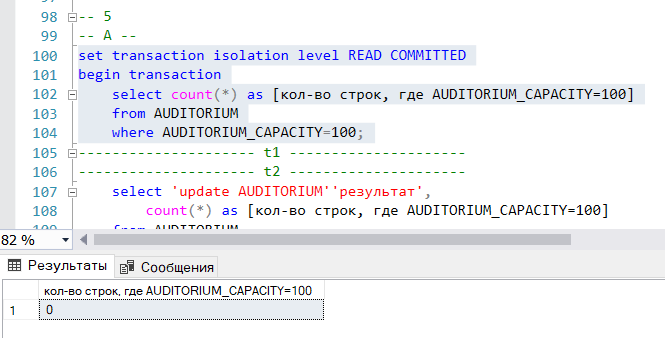 98 -- 5
99 -- A --
100 set transaction isolation level READ COMMITTED
101 begin transaction
102 select count(*) as [кол-во строк, где AUDITORIUM_CAPACITY=100]
103 from AUDITORIUM
104 where AUDITORIUM_CAPACITY=100;
105 -------------------- t1 --------------------
106 -------------------- t2 --------------------
107 select 'update AUDITORIUM''результат',
108 count(*) as [кол-во строк, где AUDITORIUM_CAPACITY=100]
82 %
Результаты Сообщения
кол-во строк, где AUDITORIUM_CAPACITY=100
1 0